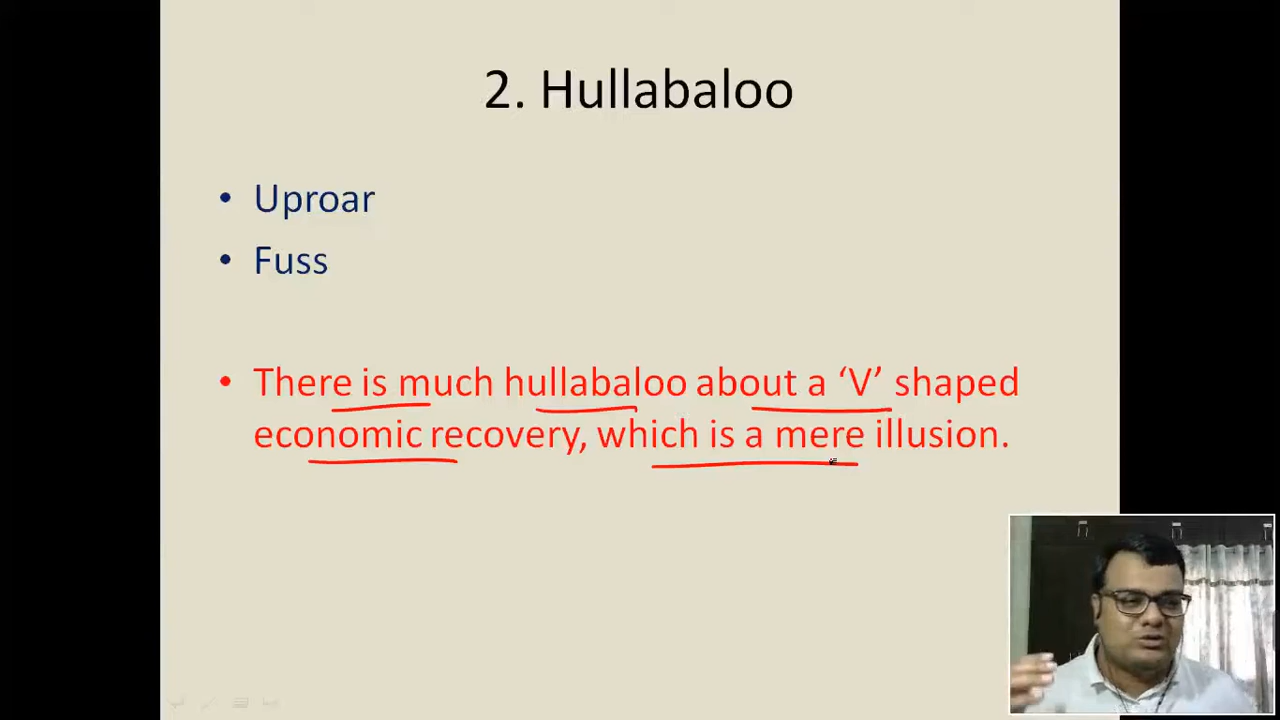 2. Hullabaloo
• Uproar
• Fuss
• There is much hullabaloo about a ‘V’ shaped
economic recovery, which is a mere illusion.